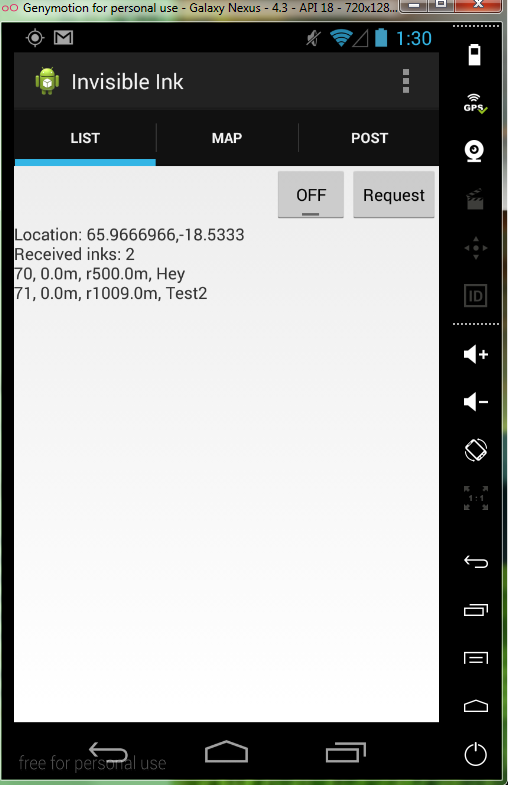 Genymotion for personal use - Galaxy Nexus - 4.3 - API 18 - 720x128...
1:30
Invisible Ink
LIST MAP POST
OFF Request
GPS
Location: 65.9666966,-18.5333
Received inks: 2
70, 0.0m, r500.0m, Hey
71, 0.0m, r1009.0m, Test2
ID
1:1
free for personal use